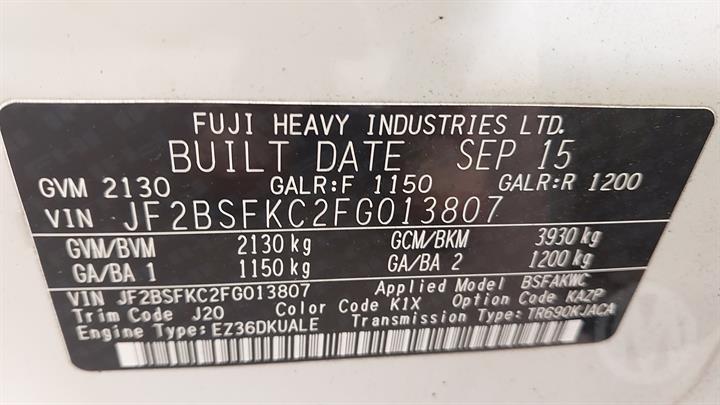 FUJI HEAVY INDUSTRIES LTD.
BUILT DATE SEP 15
GVM 2130 GALR:F 1150 GALR:R 1200
VIN JF2BSFKC2FG013807
GVM/BVM 2130 kg GCM/BKM 3930 kg
GA/BA 1 1150 kg GA/BA 2 1200 kg
VIN JF2BSFKC2FG013807 Applied Model BSFAKWC
Trim Code J20 Color Code K1X Option Code KAZP
Engine Type:EZ36DKUALE Transmission Type:TR690KJACA